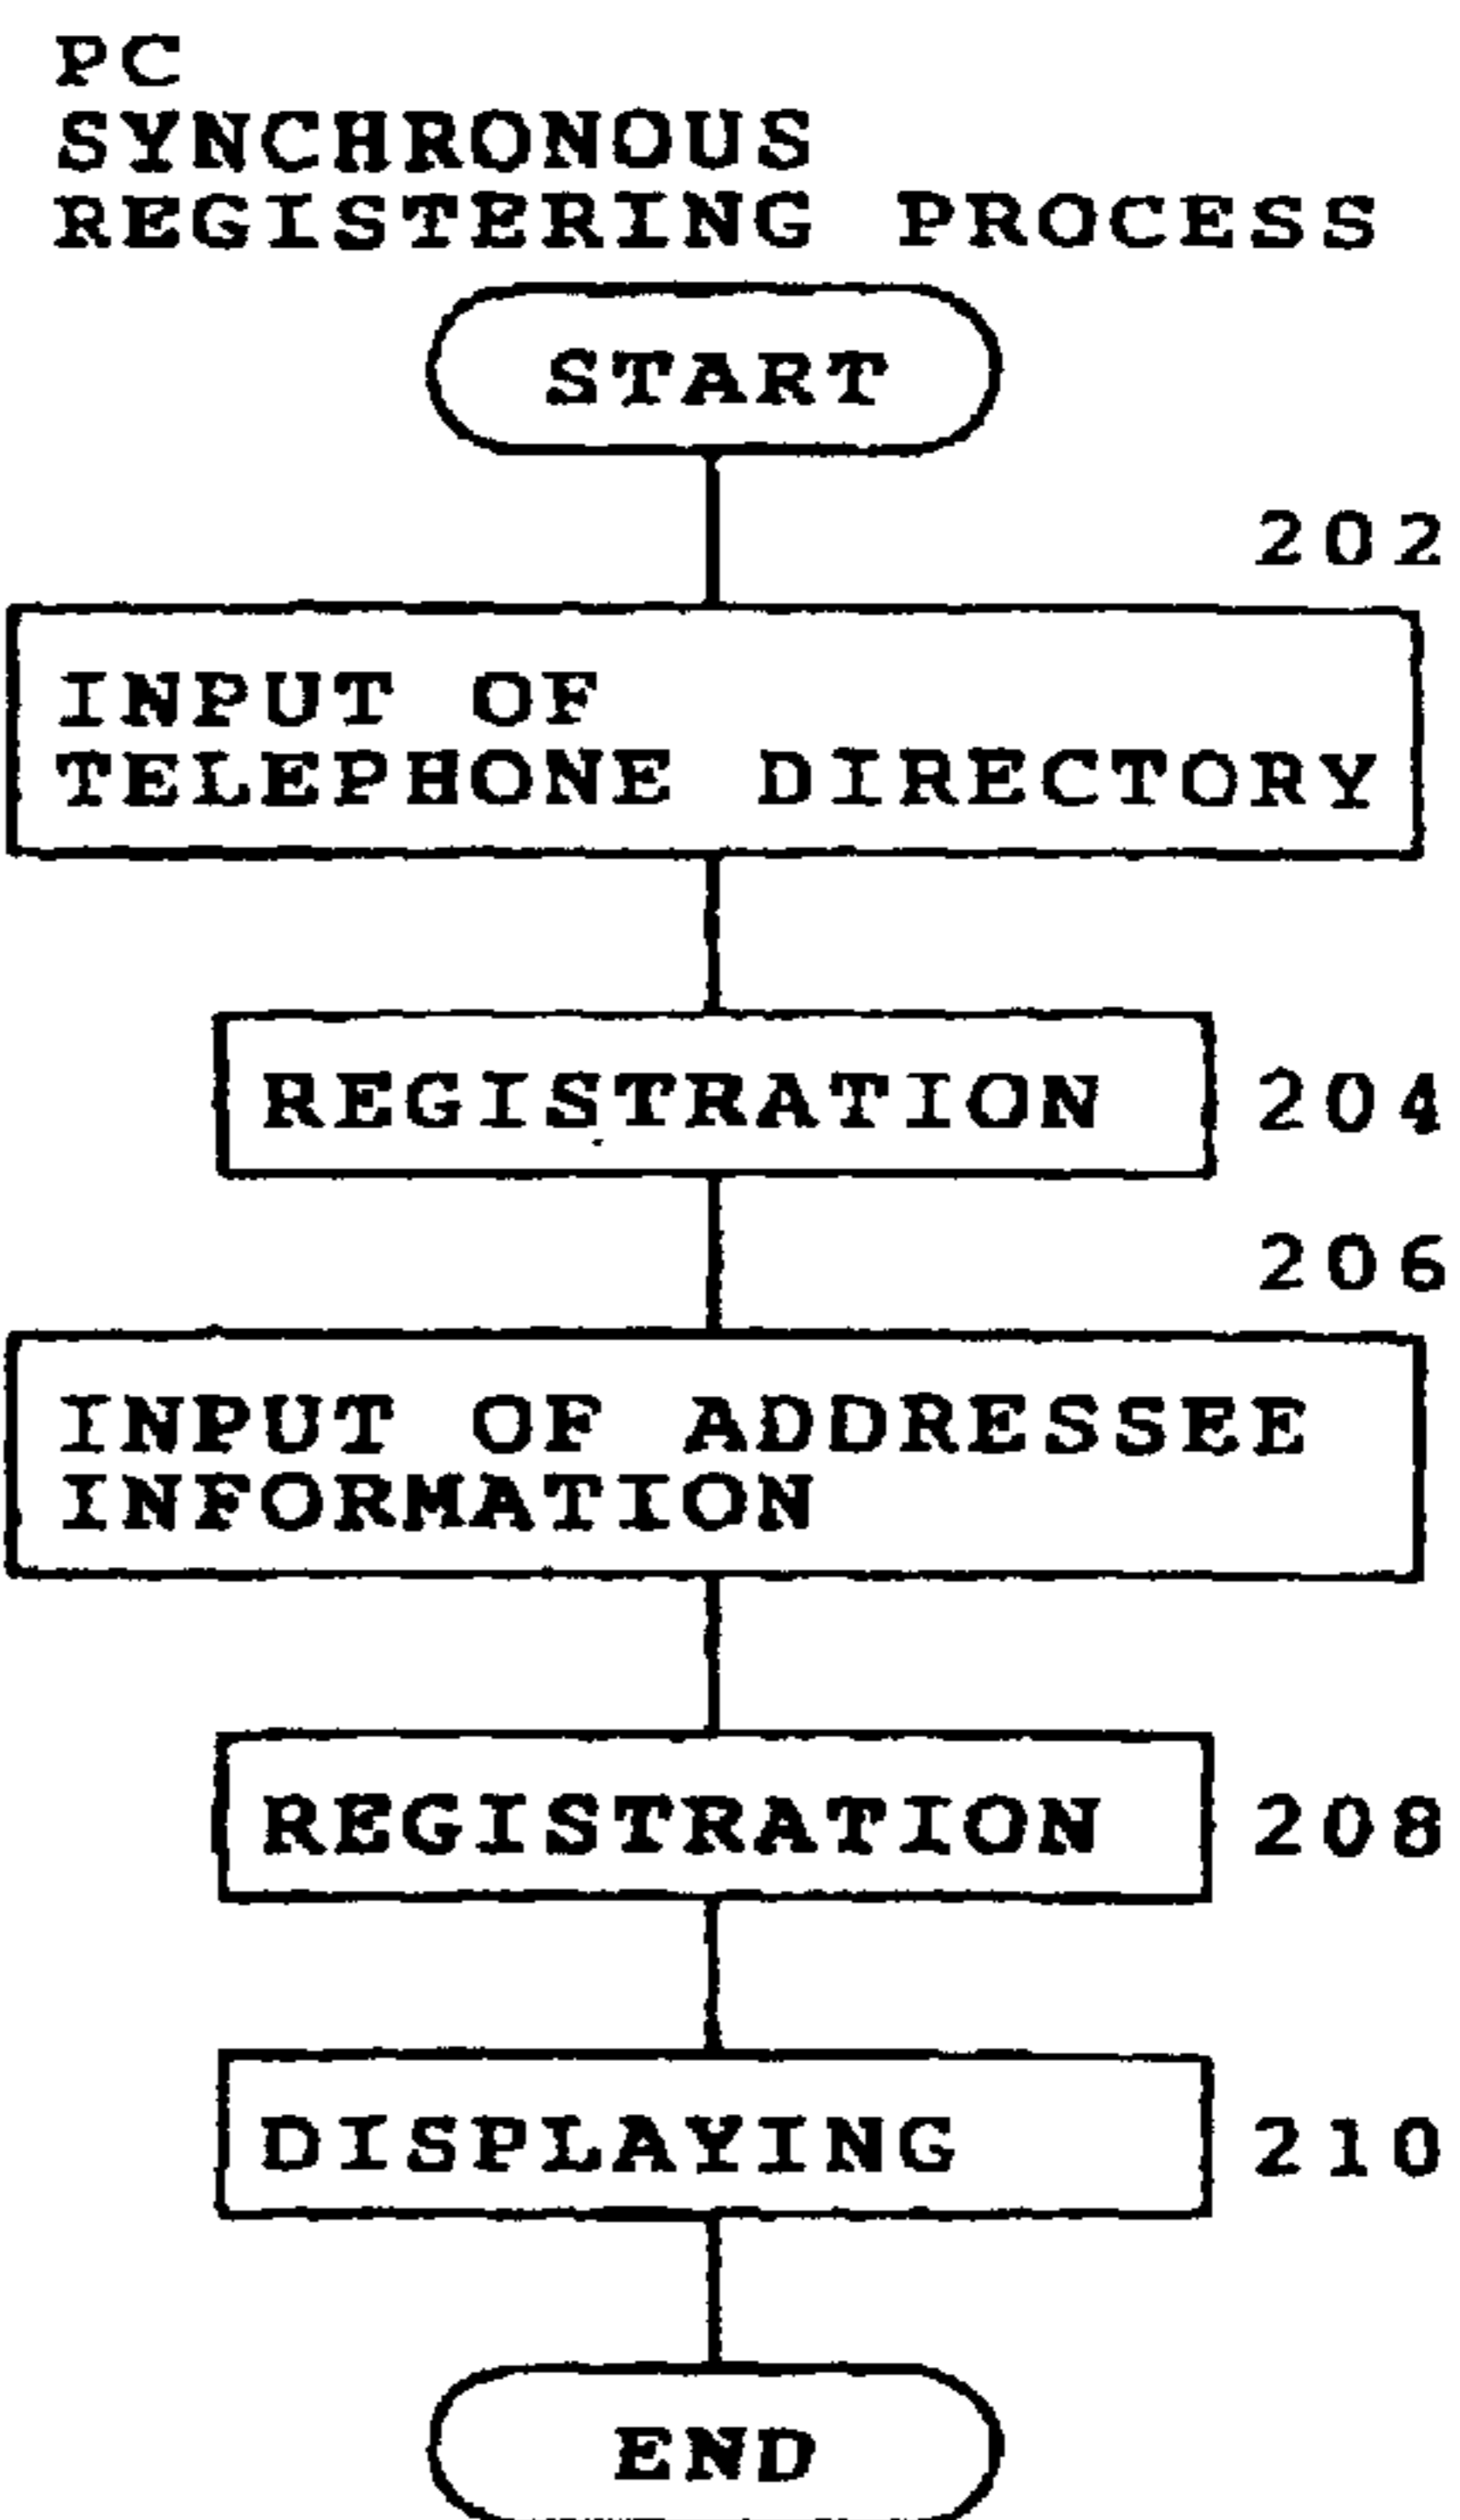 PC
SYNCHRONOUS
REGISTERING PROCESS
START
202
INPUT OF
TELEPHONE DIRECTORY
REGISTRATION 204
206
INPUT OF ADDRESSEE
INFORMATION
REGISTRATION 208
DISPLAYING 210
END